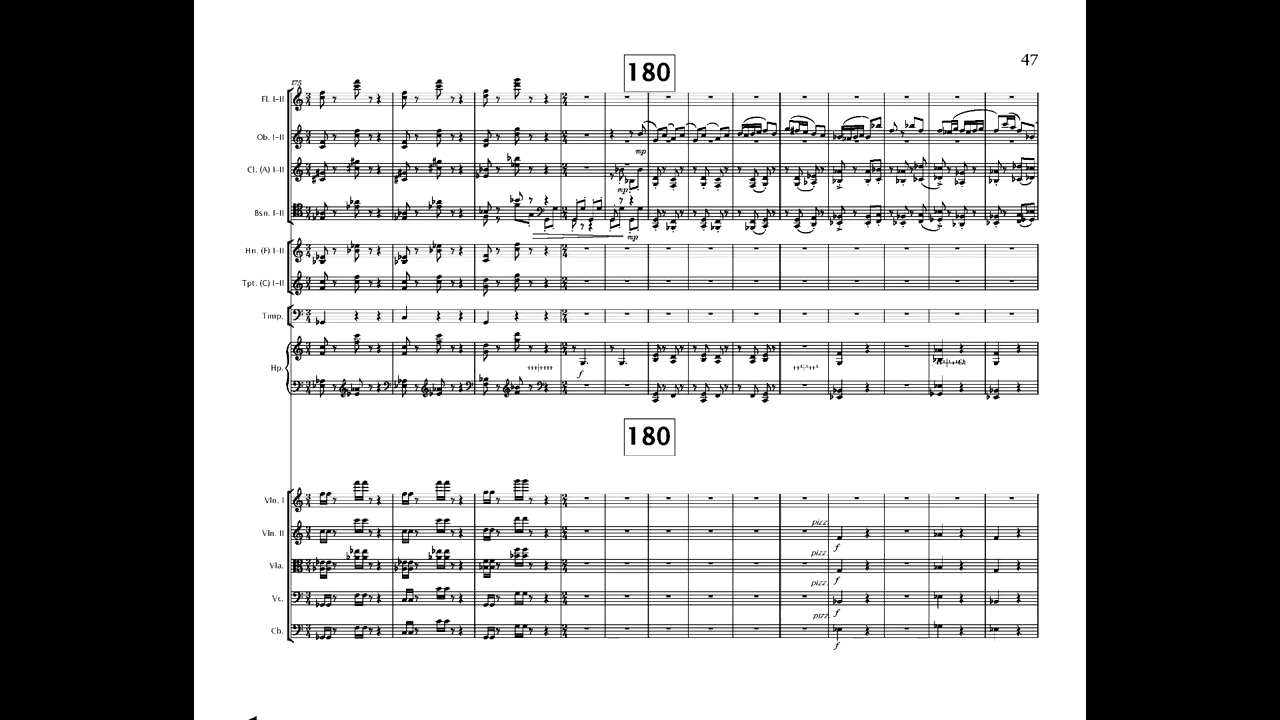 180
47
175
Fl. I-II
Ob. I-II
mp
Cl. (A) I-II
mp
Bsn. I-II
mp
Hn. (F) I-II
Tpt. (C) I-II
Timp.
Hp.
f
180
Vln. I
Vln. II
pizz.
f
Vla.
pizz.
f
Vc.
pizz.
f
Cb.
pizz.
f